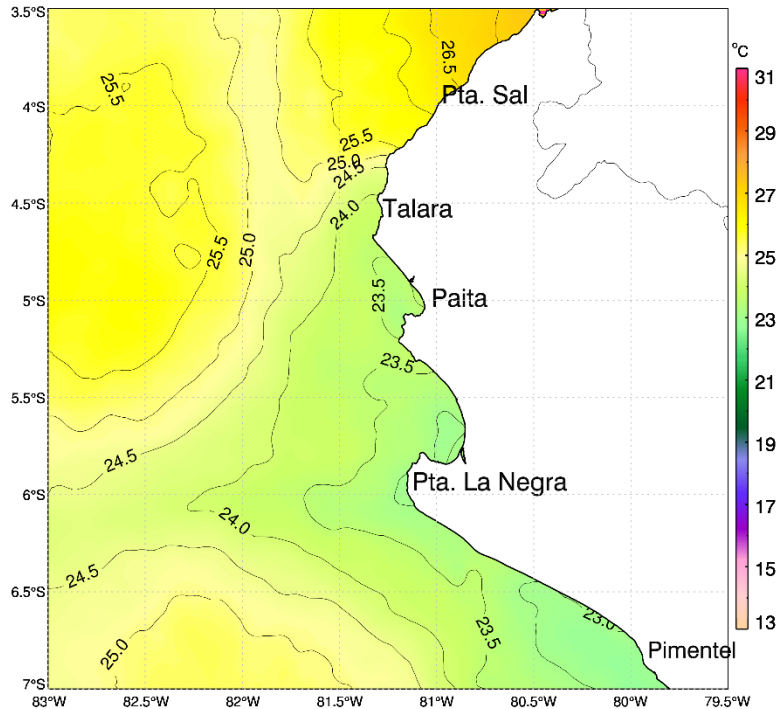 3.5°S
4°S
4.5°S
5°S
5.5°S
6°S
6.5°S
7°S
83°W
82.5°W
82°W
81.5°W
81°W
80.5°W
80°W
79.5°W
25.5
26.5
Pta. Sal
25.5
25.0
24.5
24.0
Talara
25.5
25.0
23.5
Paita
23.5
24.5
Pta. La Negra
24.0
24.5
23.0
23.5
25.0
Pimentel
°C
31
29
27
25
23
21
19
17
15
13